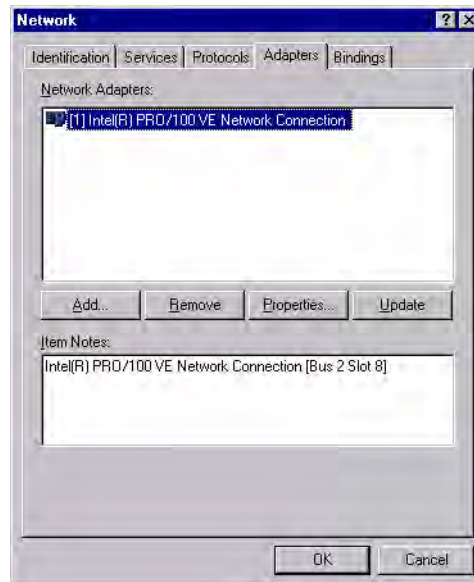 Network
Identification Services Protocols Adapters Bindings
Network Adapters:
[1] Intel(R) PRO/100 VE Network Connection
Add... Remove Properties... Update
Item Notes:
Intel(R) PRO/100 VE Network Connection [Bus 2 Slot 8]
OK Cancel